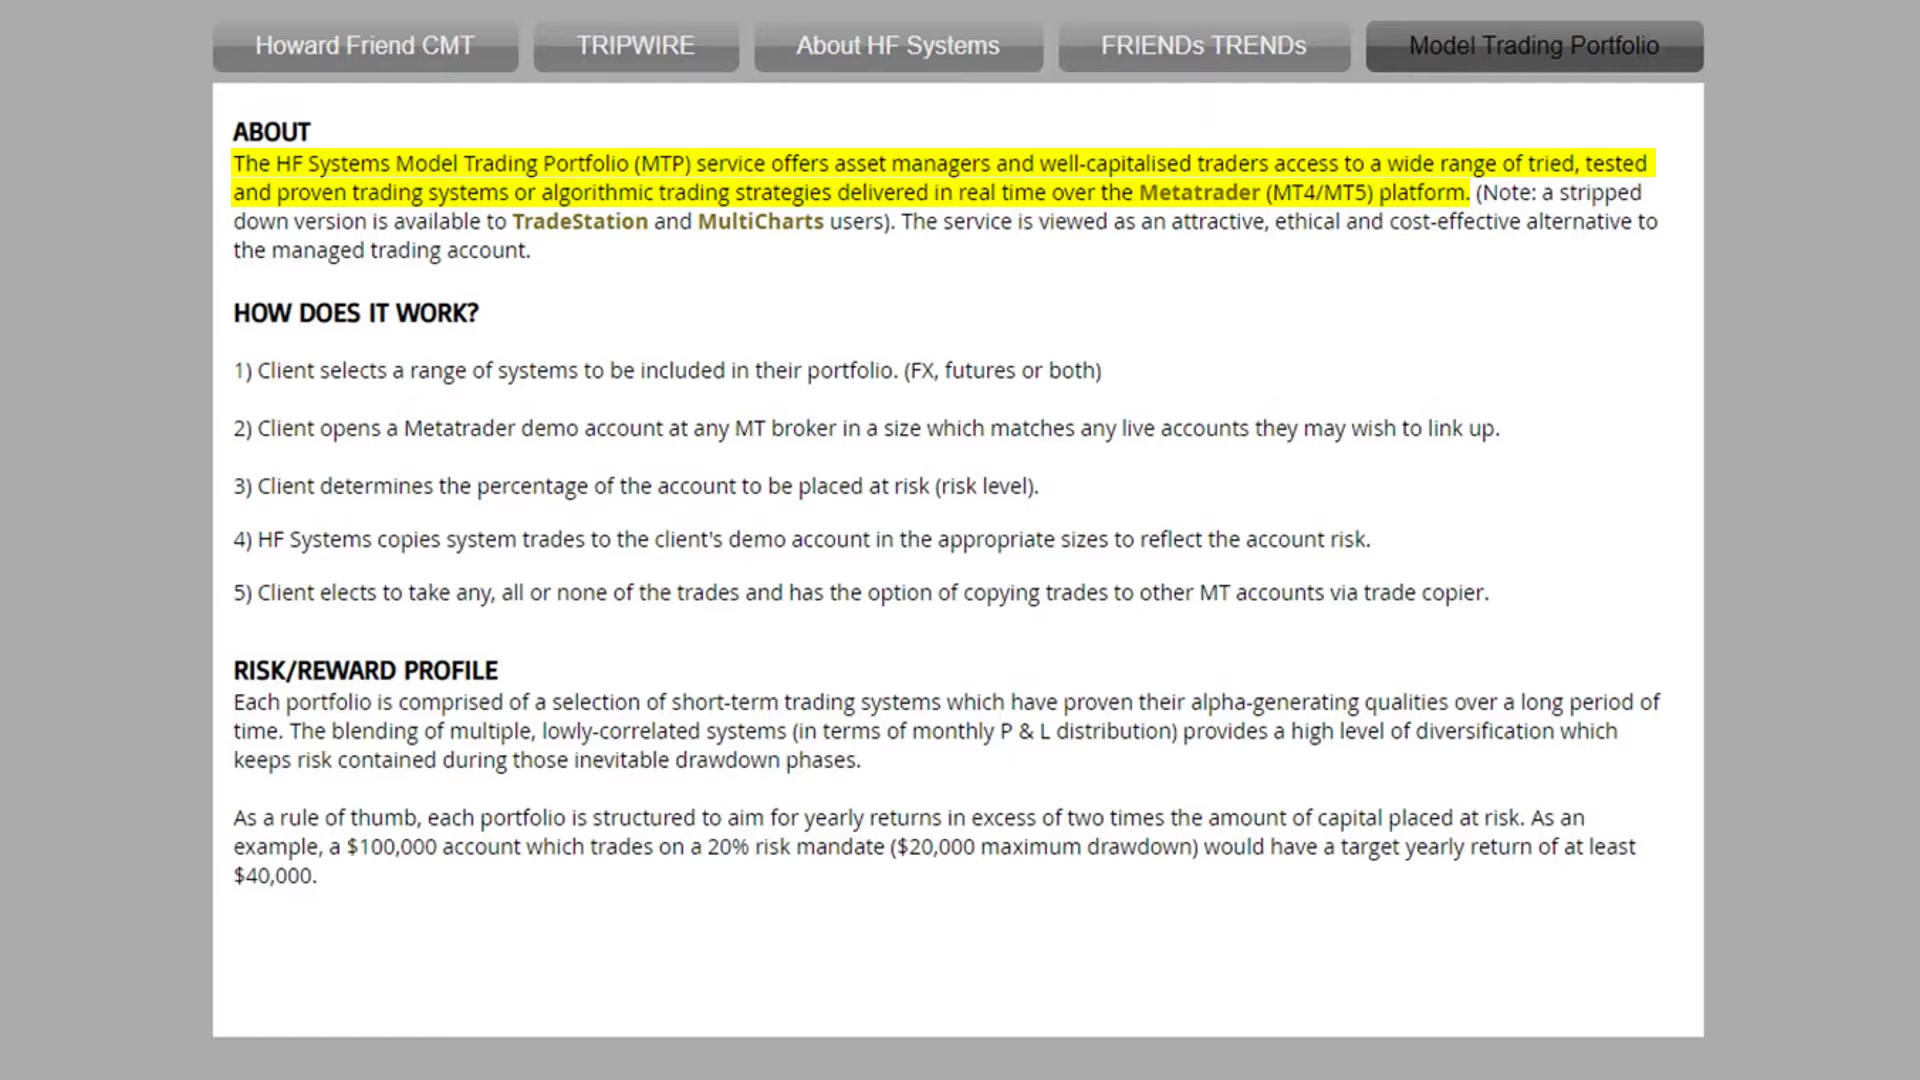 Howard Friend CMT
TRIPWIRE
About HF Systems
FRIENDs TRENDs
Model Trading Portfolio
ABOUT
The HF Systems Model Trading Portfolio (MTP) service offers asset managers and well-capitalised traders access to a wide range of tried, tested
and proven trading systems or algorithmic trading strategies delivered in real time over the Metatrader (MT4/MT5) platform. (Note: a stripped
down version is available to TradeStation and MultiCharts users). The service is viewed as an attractive, ethical and cost-effective alternative to
the managed trading account.
HOW DOES IT WORK?
1) Client selects a range of systems to be included in their portfolio. (FX, futures or both)
2) Client opens a Metatrader demo account at any MT broker in a size which matches any live accounts they may wish to link up.
3) Client determines the percentage of the account to be placed at risk (risk level).
4) HF Systems copies system trades to the client's demo account in the appropriate sizes to reflect the account risk.
5) Client elects to take any, all or none of the trades and has the option of copying trades to other MT accounts via trade copier.
RISK/REWARD PROFILE
Each portfolio is comprised of a selection of short-term trading systems which have proven their alpha-generating qualities over a long period of
time. The blending of multiple, lowly-correlated systems (in terms of monthly P & L distribution) provides a high level of diversification which
keeps risk contained during those inevitable drawdown phases.
As a rule of thumb, each portfolio is structured to aim for yearly returns in excess of two times the amount of capital placed at risk. As an
example, a $100,000 account which trades on a 20% risk mandate ($20,000 maximum drawdown) would have a target yearly return of at least
$40,000.